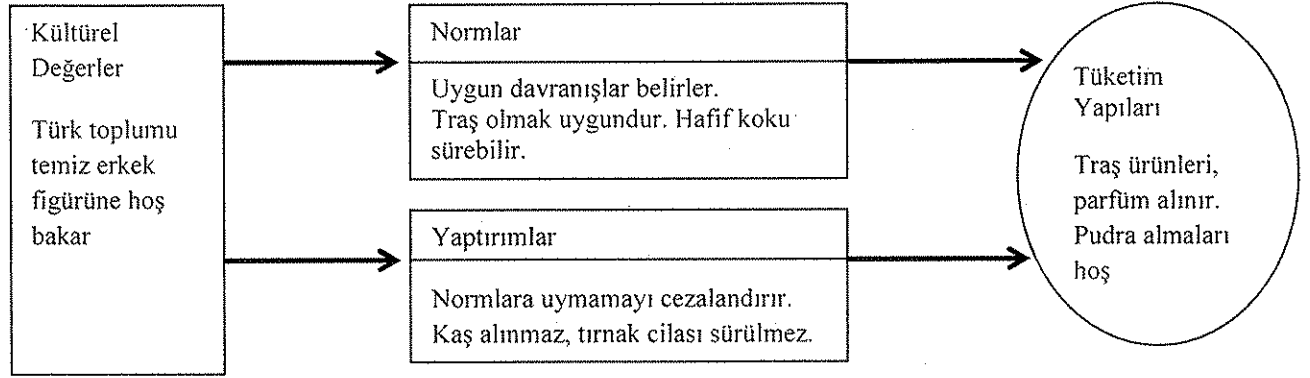 Kültürel
Değerler
Türk toplumu
temiz erkek
figürüne hoş
bakar
Normlar
Uygun davranışlar belirler.
Traş olmak uygundur. Hafif koku
sürebilir.
Yaptırımlar
Normlara uymamayı cezalandırır.
Kaş alınmaz, tırnak cilası sürülmez.
Tüketim
Yapıları
Traş ürünleri,
parfüm alınır.
Pudra almaları
hoş